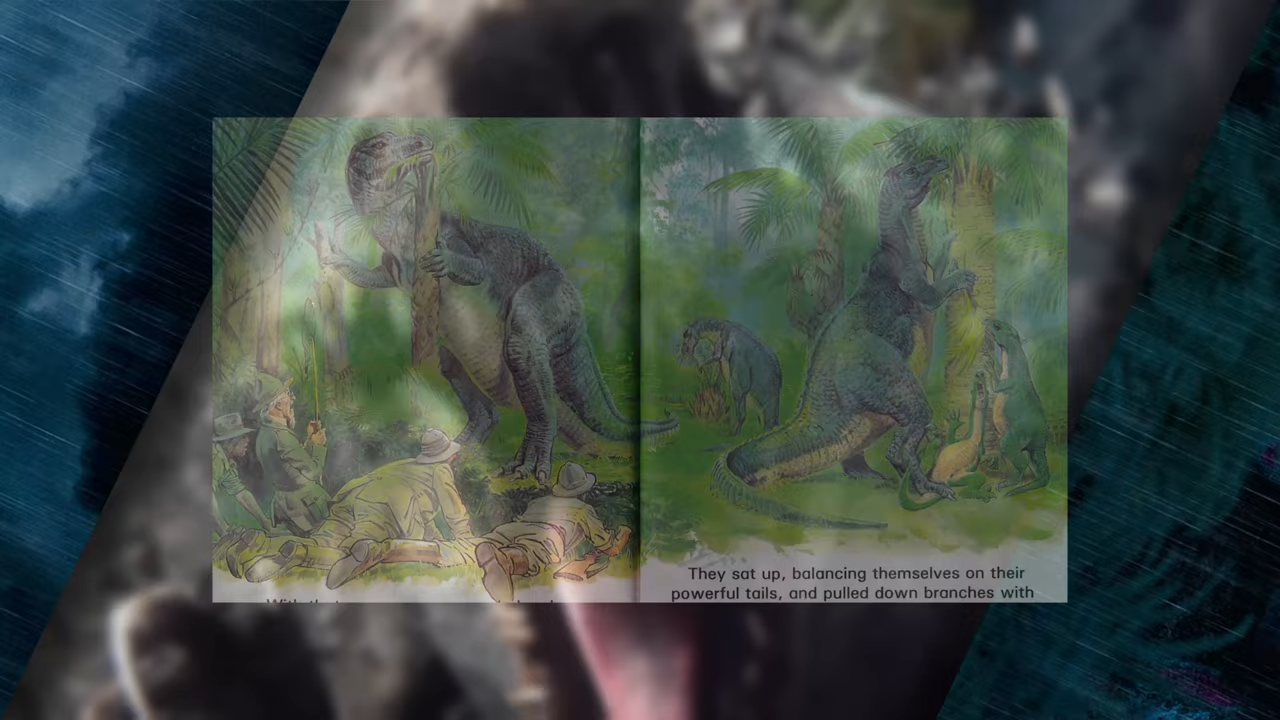 They sat up, balancing themselves on their
powerful tails, and pulled down branches with